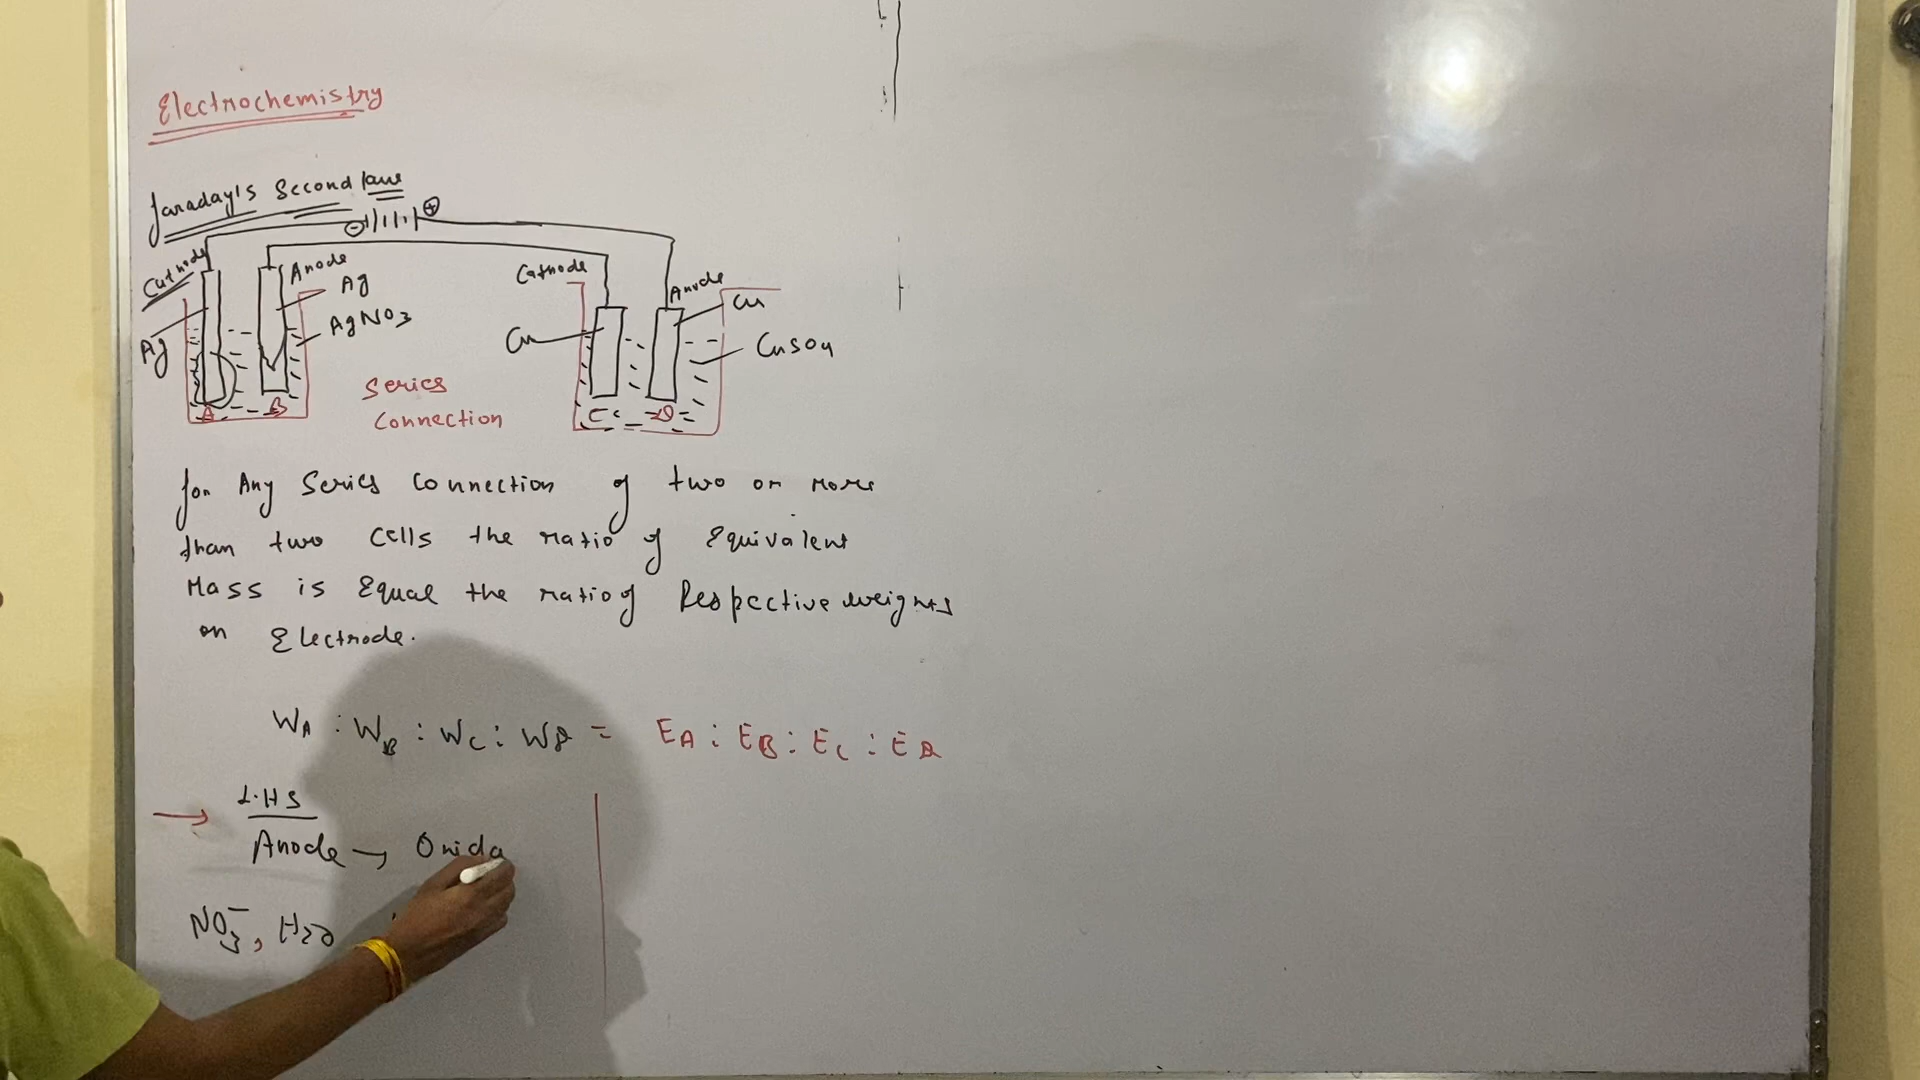 Electrochemistry
Faraday's Second law
⊖ ⊕
Cathode Anode Ag AgNO3 Ag
Cathode Anode Cu Cu CuSO4
A B C D
Series
Connection
for Any Series Connection of two or more
than two Cells the ratio of Equivalent
Mass is Equal the ratio of Respective weights
on Electrode.
WA : WB : WC : WD = EA : EB : EC : ED
→ L.H S
Anode → Oxida
NO3⁻, H2O